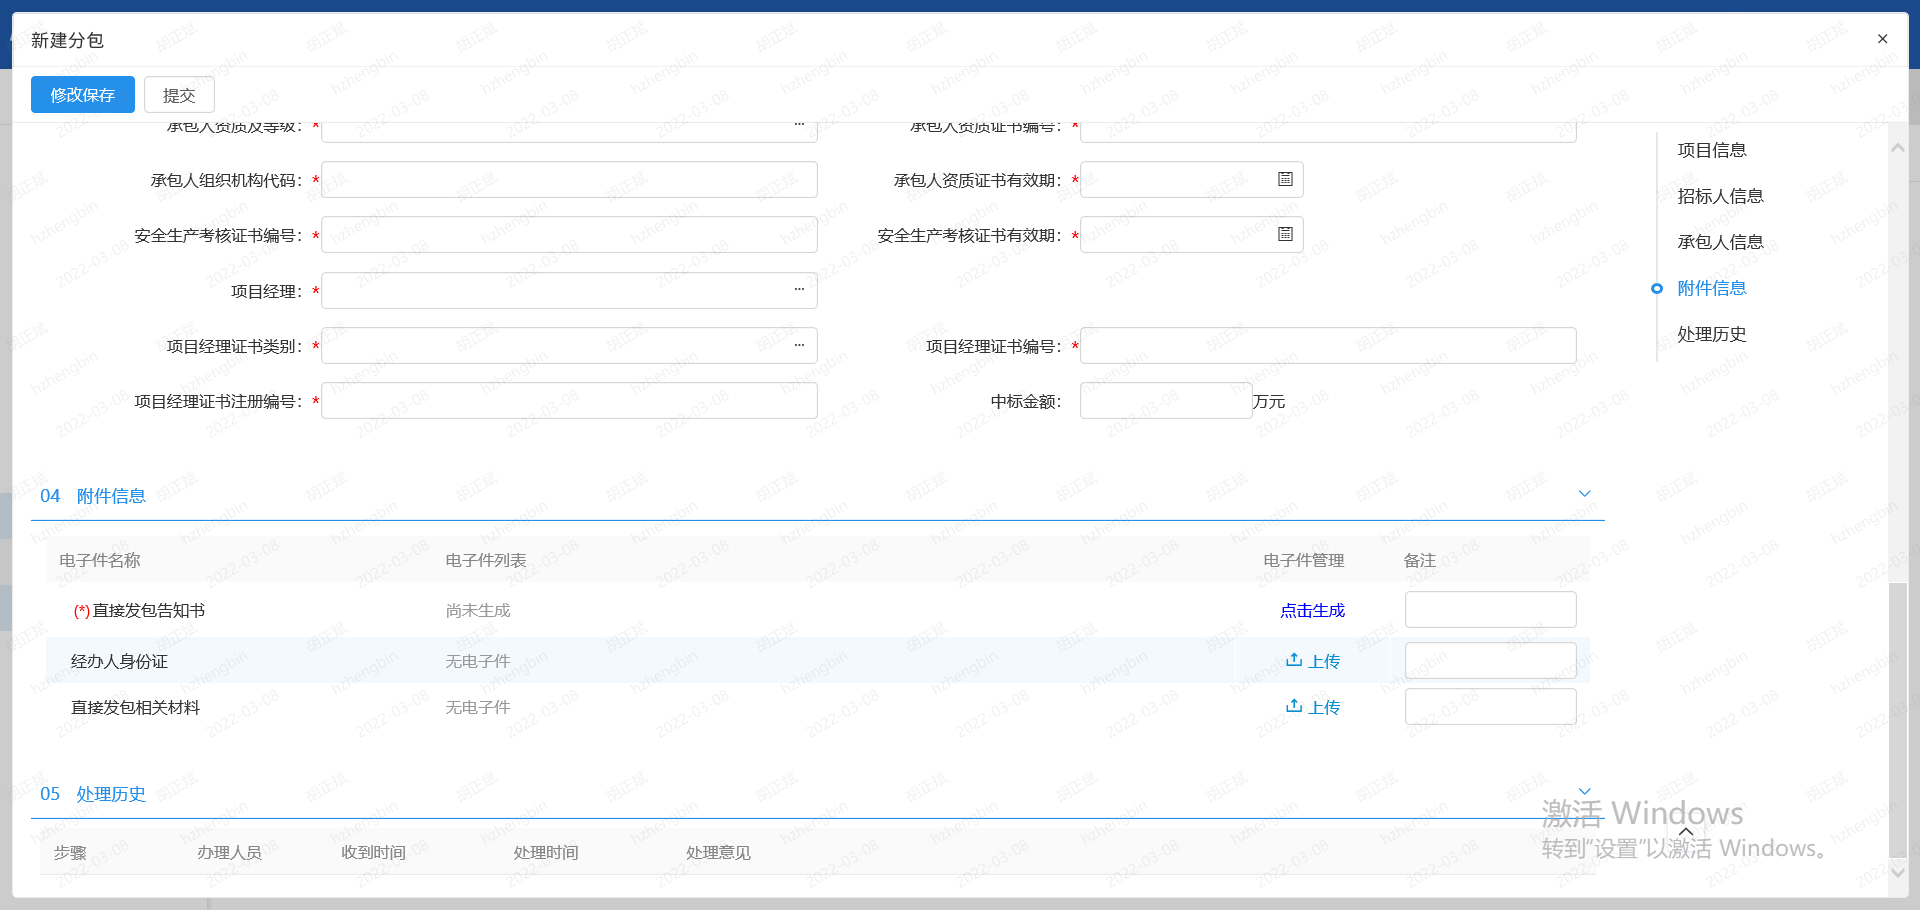 新建分包
×
修改保存 提交
承包人资质及等级： * ··· 承包人资质证书编号： *
承包人组织机构代码： * 承包人资质证书有效期： *
安全生产考核证书编号： * 安全生产考核证书有效期： *
项目经理： * ···
项目经理证书类别： * ··· 项目经理证书编号： *
项目经理证书注册编号： * 中标金额： 万元
项目信息
招标人信息
承包人信息
附件信息
处理历史
04 附件信息
电子件名称 电子件列表 电子件管理 备注
(*)直接发包告知书 尚未生成 点击生成
经办人身份证 无电子件 上传
直接发包相关材料 无电子件 上传
05 处理历史
步骤 办理人员 收到时间 处理时间 处理意见
激活 Windows
转到“设置”以激活 Windows。
胡正斌
hzhengbin
2022-03-08